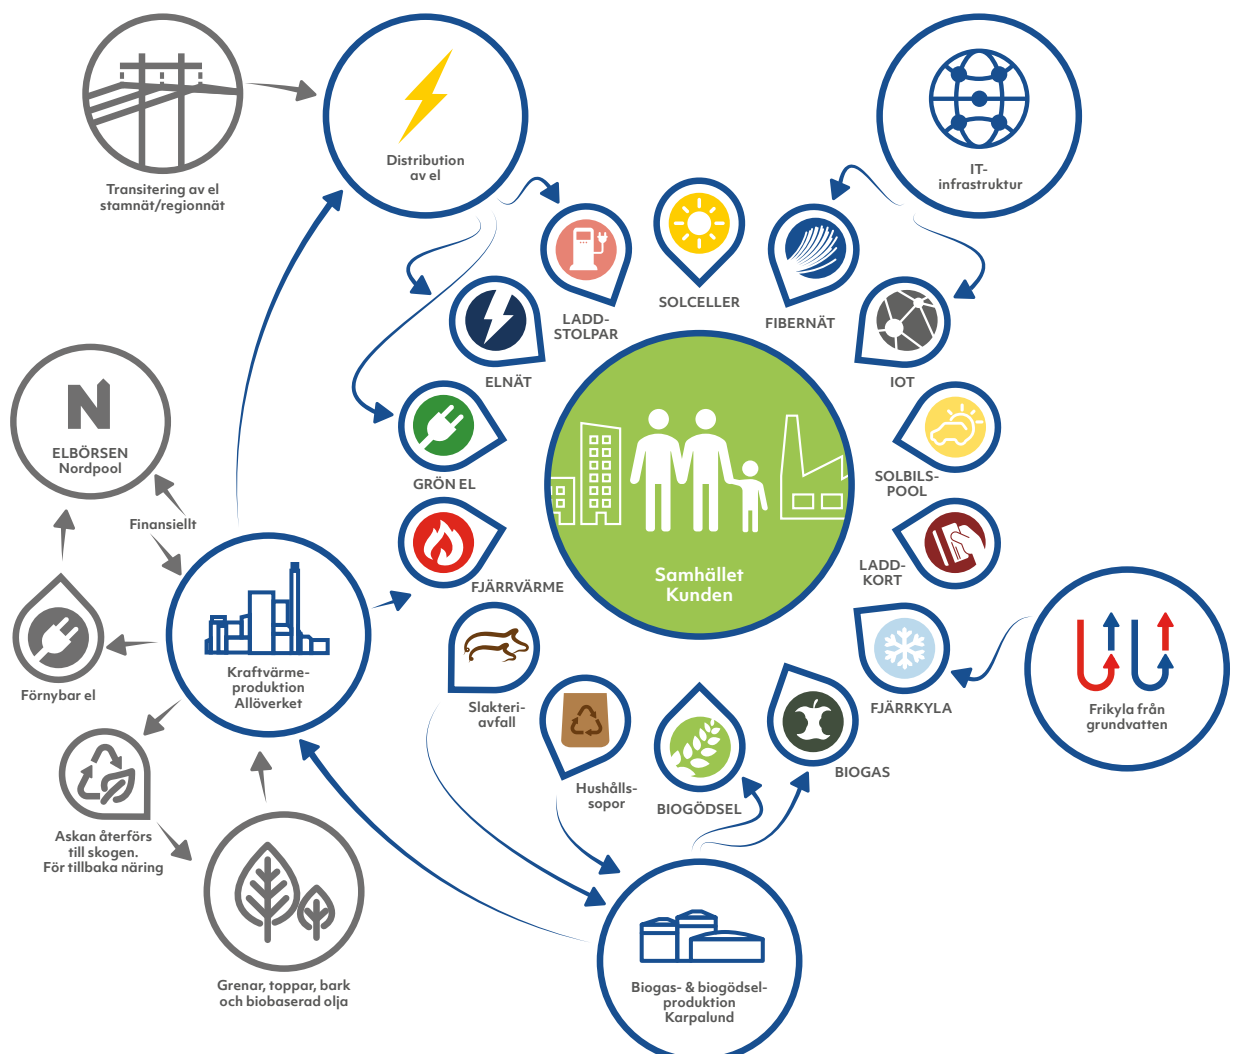 Distribution
av el
IT-
infrastruktur
Transitering av el
stamnät/regionnät
SOLCELLER
LADD-
STOLPAR
FIBERNÄT
ELNÄT
IOT
N
ELBÖRSEN
Nordpool
GRÖN EL
SOLBILS-
POOL
Finansiellt
LADD-
KORT
FJÄRRVÄRME
Samhället
Kunden
Kraftvärme-
produktion
Allöverket
Förnybar el
Slakteri-
avfall
FJÄRRKYLA
Frikyla från
grundvatten
BIOGAS
Hushålls-
sopor
BIOGÖDSEL
Askan återförs
till skogen.
För tillbaka näring
Grenar, toppar, bark
och biobaserad olja
Biogas- & biogödsel-
produktion
Karpalund